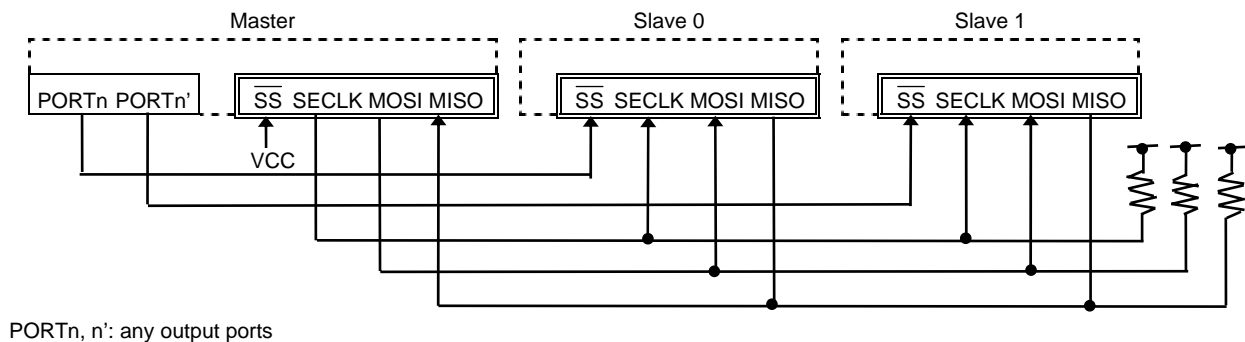 Master Slave 0 Slave 1
PORTn PORTn' SS SECLK MOSI MISO SS SECLK MOSI MISO SS SECLK MOSI MISO
VCC
PORTn, n’: any output ports